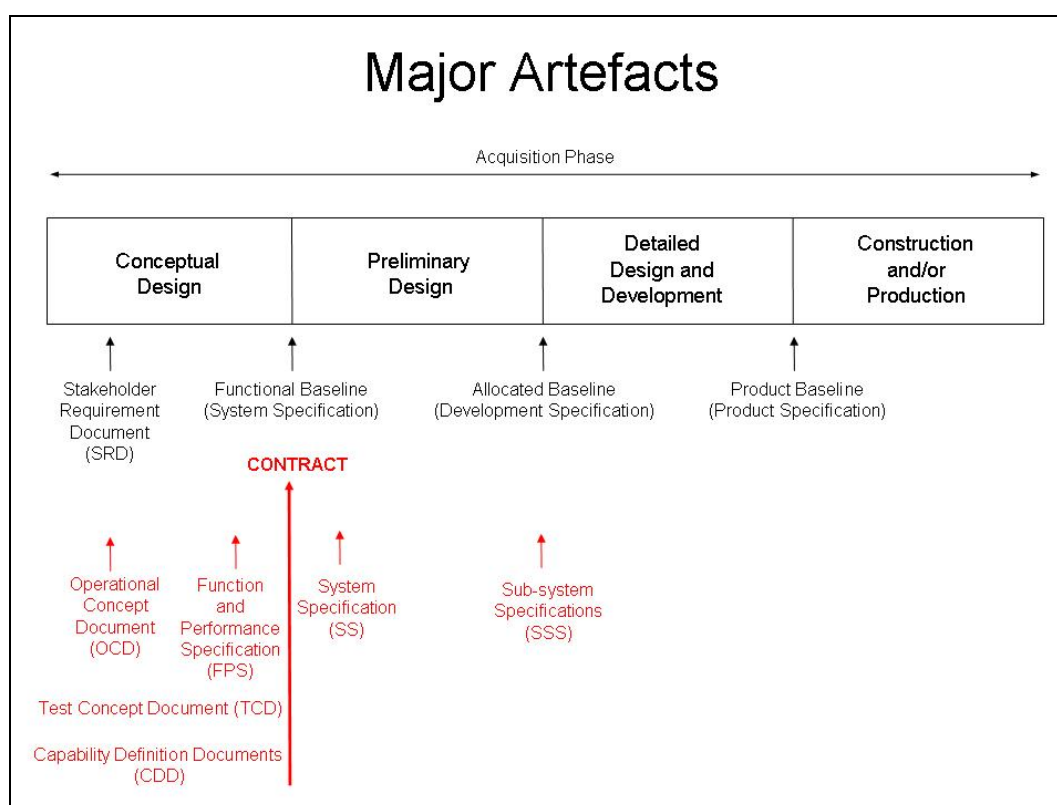 Major Artefacts
Acquisition Phase
Conceptual
Design
Preliminary
Design
Detailed
Design and
Development
Construction
and/or
Production
Stakeholder
Requirement
Document
(SRD)
Functional Baseline
(System Specification)
Allocated Baseline
(Development Specification)
Product Baseline
(Product Specification)
CONTRACT
Operational
Concept
Document
(OCD)
Function
and
Performance
Specification
(FPS)
System
Specification
(SS)
Sub-system
Specifications
(SSS)
Test Concept Document (TCD)
Capability Definition Documents
(CDD)